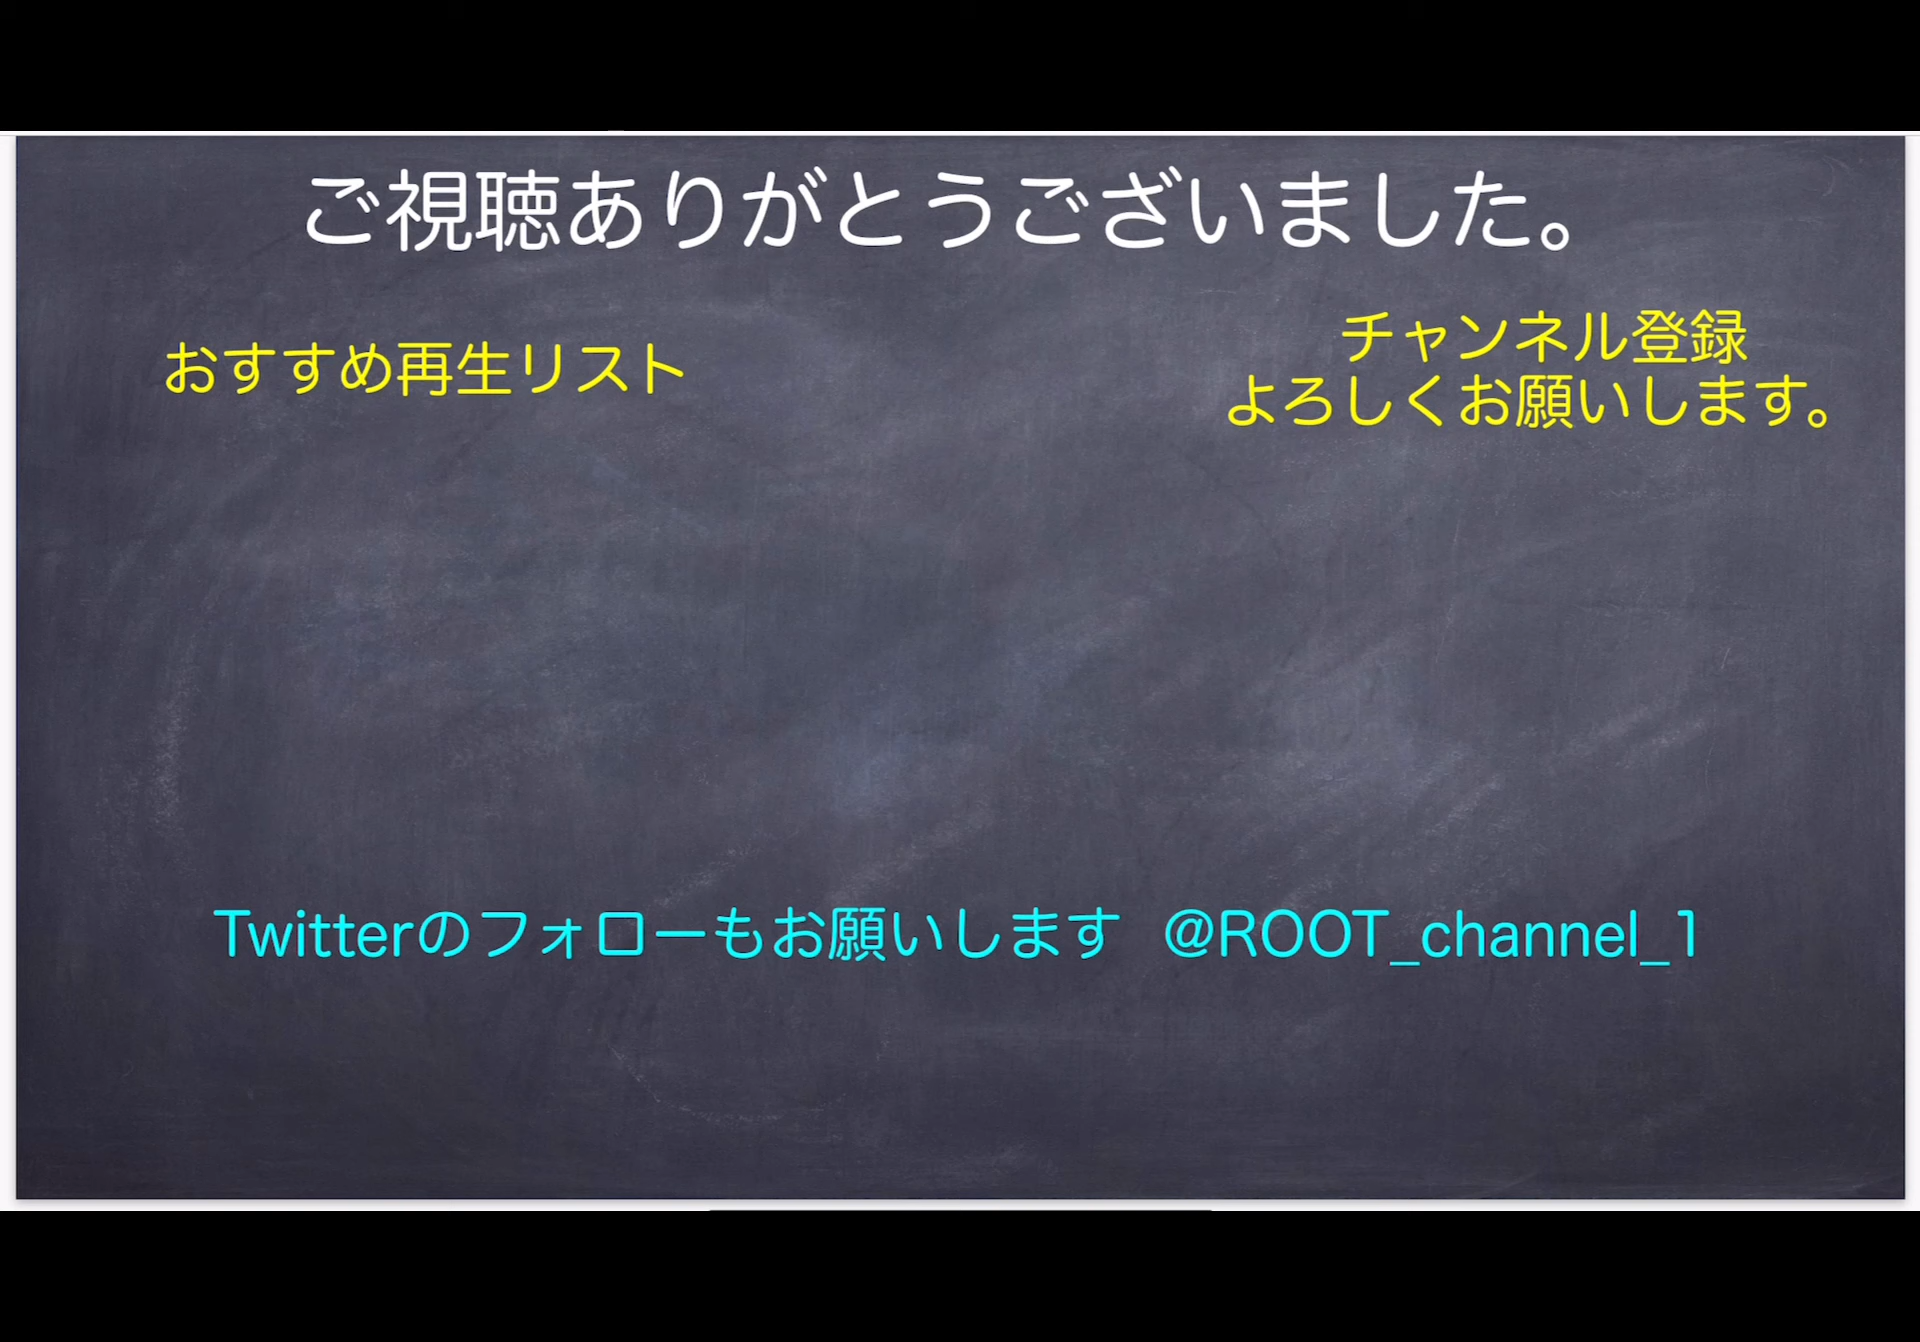 ご視聴ありがとうございました。
おすすめ再生リスト
チャンネル登録
よろしくお願いします。
Twitterのフォローもお願いします @ROOT_channel_1